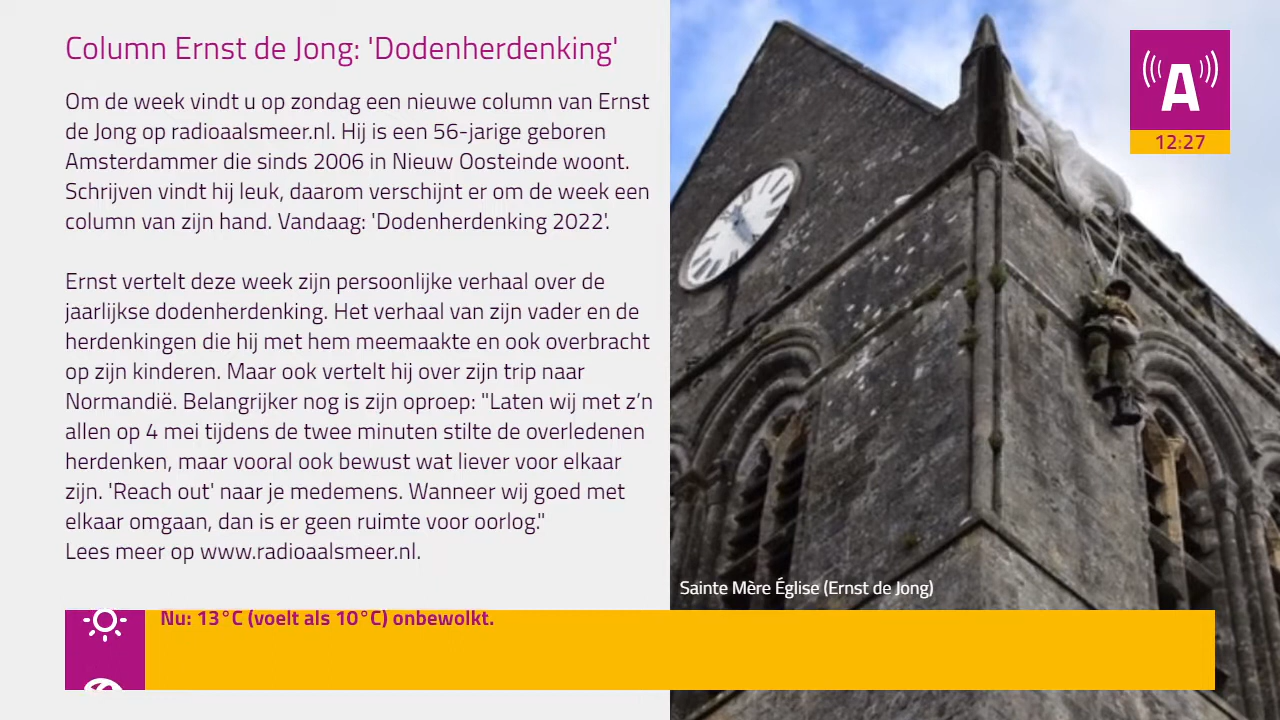 Column Ernst de Jong: 'Dodenherdenking'
Om de week vindt u op zondag een nieuwe column van Ernst
de Jong op radioaalsmeer.nl. Hij is een 56-jarige geboren
Amsterdammer die sinds 2006 in Nieuw Oosteinde woont.
Schrijven vindt hij leuk, daarom verschijnt er om de week een
column van zijn hand. Vandaag: 'Dodenherdenking 2022'.
Ernst vertelt deze week zijn persoonlijke verhaal over de
jaarlijkse dodenherdenking. Het verhaal van zijn vader en de
herdenkingen die hij met hem meemaakte en ook overbracht
op zijn kinderen. Maar ook vertelt hij over zijn trip naar
Normandië. Belangrijker nog is zijn oproep: "Laten wij met z’n
allen op 4 mei tijdens de twee minuten stilte de overledenen
herdenken, maar vooral ook bewust wat liever voor elkaar
zijn. 'Reach out' naar je medemens. Wanneer wij goed met
elkaar omgaan, dan is er geen ruimte voor oorlog."
Lees meer op www.radioaalsmeer.nl.
A
12:27
Sainte Mère Église (Ernst de Jong)
Nu: 13°C (voelt als 10°C) onbewolkt.